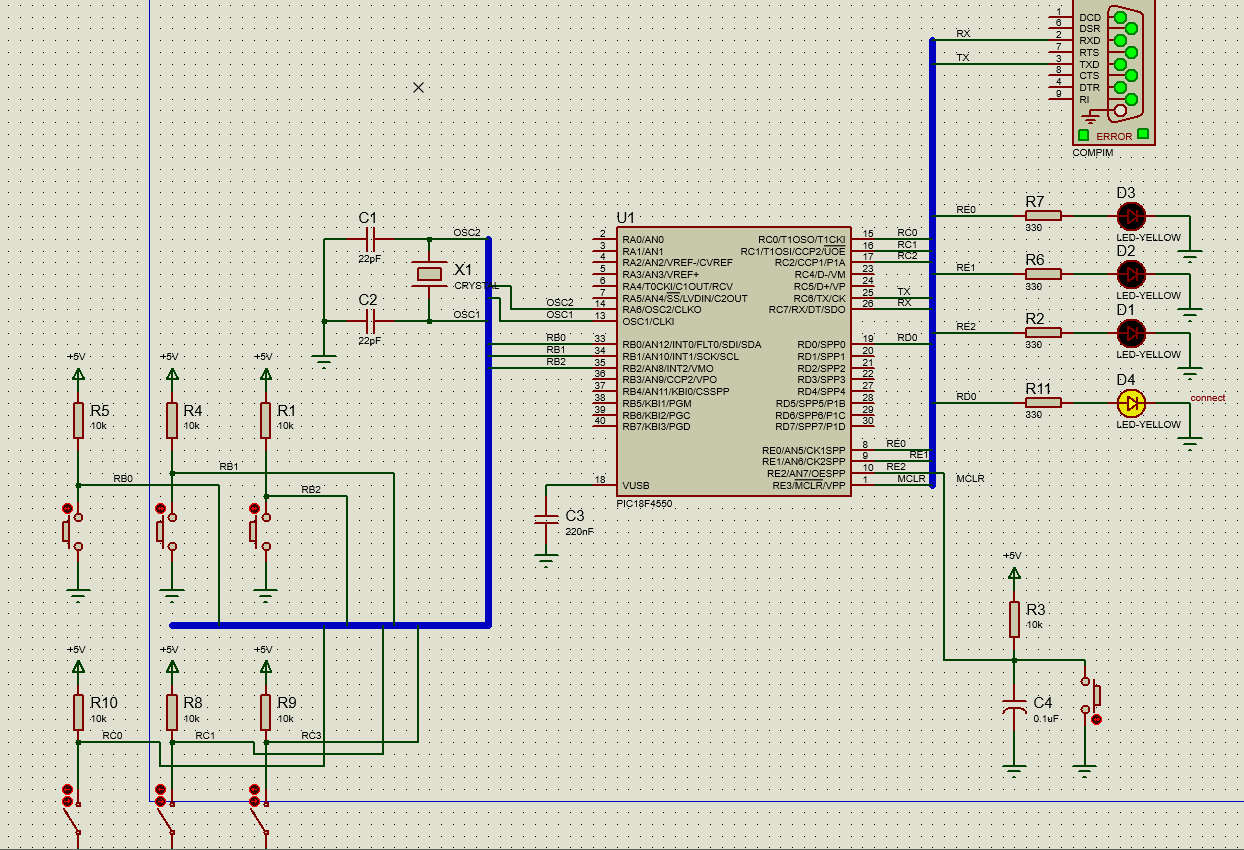 1 DCD
6 DSR
2 RXD
7 RTS
3 TXD
8 CTS
4 DTR
9 RI
ERROR
COMPIM
RX
TX
RE0
R7
330
D3
LED-YELLOW
RE1
R6
330
D2
LED-YELLOW
RE2
R2
330
D1
LED-YELLOW
RD0
R11
330
D4
LED-YELLOW
connect
C1
22pF
OSC2
X1
CRYSTAL
C2
22pF
OSC1
OSC2
OSC1
RB0
RB1
RB2
U1
2 RA0/AN0
3 RA1/AN1
4 RA2/AN2/VREF-/CVREF
5 RA3/AN3/VREF+
6 RA4/T0CKI/C1OUT/RCV
7 RA5/AN4/SS/LVDIN/C2OUT
14 RA6/OSC2/CLKO
13 OSC1/CLKI
33 RB0/AN12/INT0/FLT0/SDI/SDA
34 RB1/AN10/INT1/SCK/SCL
35 RB2/AN8/INT2/VMO
36 RB3/AN9/CCP2/VPO
37 RB4/AN11/KBI0/CSSPP
38 RB5/KBI1/PGM
39 RB6/KBI2/PGC
40 RB7/KBI3/PGD
18 VUSB
RC0/T1OSO/T1CKI 15 RC0
RC1/T1OSI/CCP2/UOE 16 RC1
RC2/CCP1/P1A 17 RC2
RC4/D-/VM 23
RC5/D+/VP 24
RC6/TX/CK 25 TX
RC7/RX/DT/SDO 26 RX
RD0/SPP0 19 RD0
RD1/SPP1 20
RD2/SPP2 21
RD3/SPP3 22
RD4/SPP4 27
RD5/SPP5/P1B 28
RD6/SPP6/P1C 29
RD7/SPP7/P1D 30
RE0/AN5/CK1SPP 8 RE0
RE1/AN6/CK2SPP 9 RE1
RE2/AN7/OESPP 10 RE2
RE3/MCLR/VPP 1 MCLR
MCLR
PIC18F4550
C3
220nF
+5V
+5V
+5V
R5
10k
R4
10k
R1
10k
RB0
RB1
RB2
+5V
+5V
+5V
R10
10k
R8
10k
R9
10k
RC0
RC1
RC3
+5V
R3
10k
C4
0.1uF